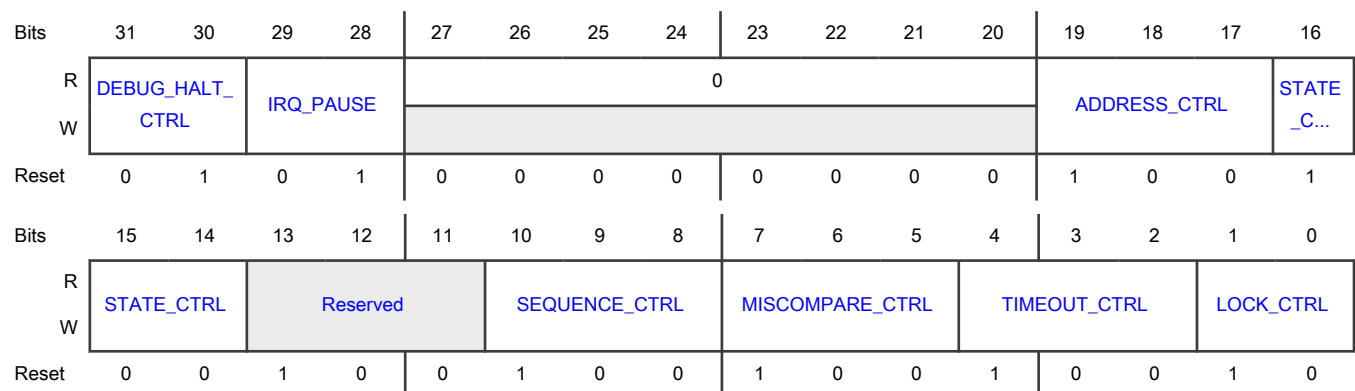 Bits 31 30 29 28 27 26 25 24 23 22 21 20 19 18 17 16
R 0
DEBUG_HALT_ IRQ_PAUSE ADDRESS_CTRL STATE
CTRL _C...
W
Reset 0 1 0 1 0 0 0 0 0 0 0 0 1 0 0 1
Bits 15 14 13 12 11 10 9 8 7 6 5 4 3 2 1 0
R
STATE_CTRL Reserved SEQUENCE_CTRL MISCOMPARE_CTRL TIMEOUT_CTRL LOCK_CTRL
W
Reset 0 0 1 0 0 1 0 0 1 0 0 1 0 0 1 0